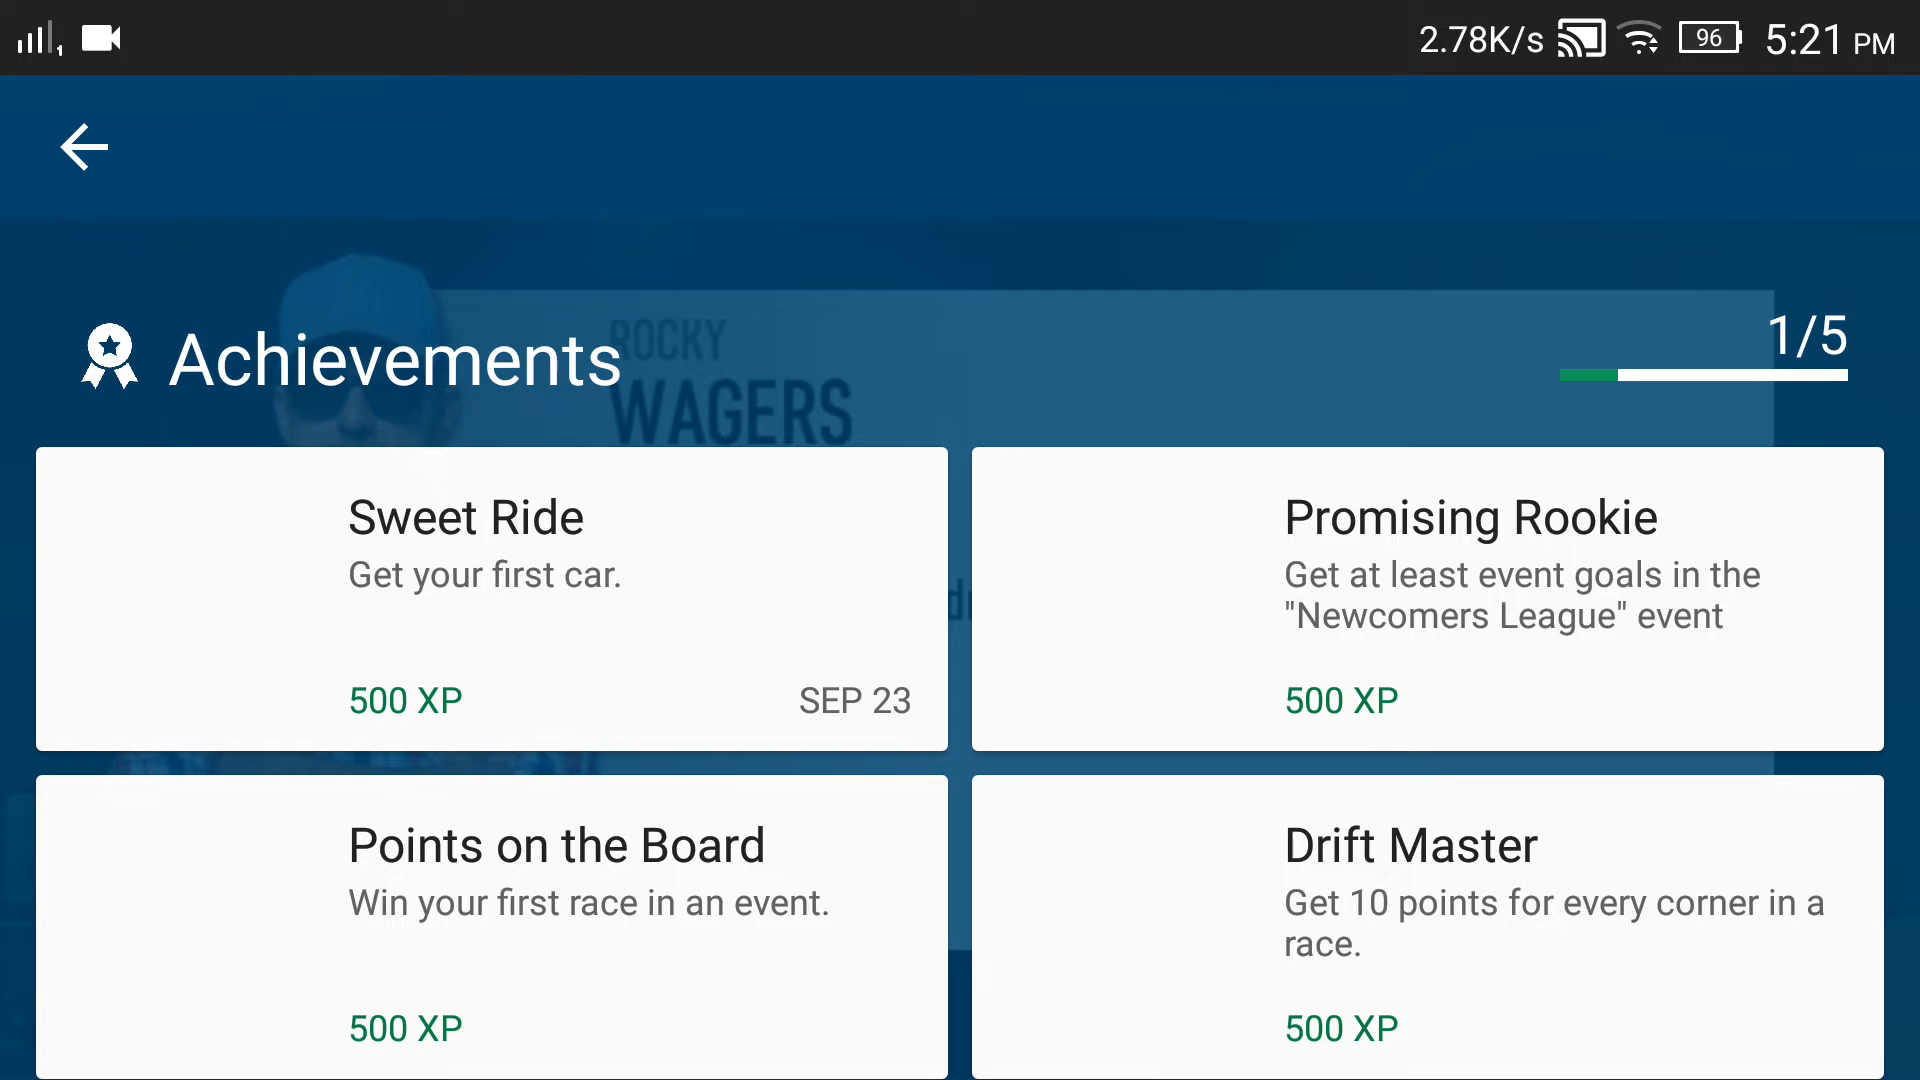 2.78K/s 96 5:21 PM
ROCKY
Achievements
1/5
WAGERS
Sweet Ride
Get your first car.
500 XP SEP 23
Promising Rookie
Get at least event goals in the
"Newcomers League" event
500 XP
Points on the Board
Win your first race in an event.
500 XP
Drift Master
Get 10 points for every corner in a
race.
500 XP